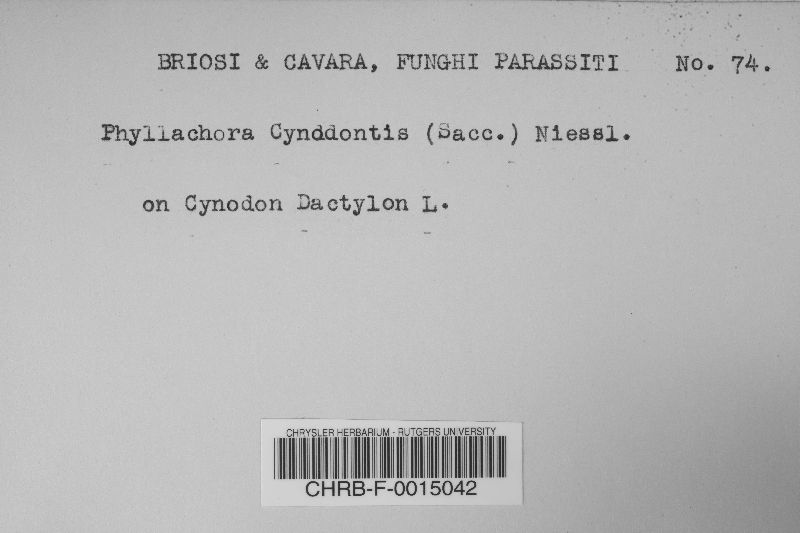 BRIOSI & CAVARA, FUNGHI PARASSITI No. 74.
Phyllachora Cynddontis (Sacc.) Niessl.
on Cynodon Dactylon L.
CHRYSLER HERBARIUM - RUTGERS UNIVERSITY
CHRB-F-0015042